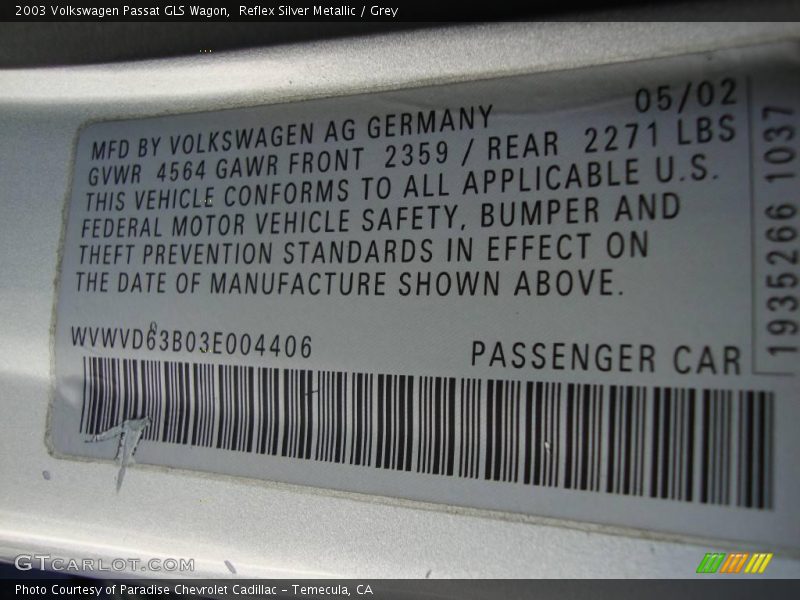 2003 Volkswagen Passat GLS Wagon,  Reflex Silver Metallic / Grey
05/02
MFD BY VOLKSWAGEN AG GERMANY
GVWR 4564 GAWR FRONT 2359 / REAR 2271 LBS
THIS VEHICLE CONFORMS TO ALL APPLICABLE U.S.
FEDERAL MOTOR VEHICLE SAFETY, BUMPER AND
THEFT PREVENTION STANDARDS IN EFFECT ON
THE DATE OF MANUFACTURE SHOWN ABOVE.
WVWVD63B03E004406
PASSENGER CAR
1935266 1037
GTCARLOT.COM
Photo Courtesy of Paradise Chevrolet Cadillac - Temecula, CA